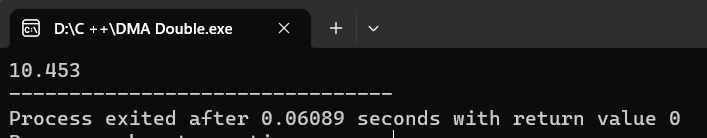 D:\C ++\DMA Double.exe
10.453
--------------------------------
Process exited after 0.06089 seconds with return value 0